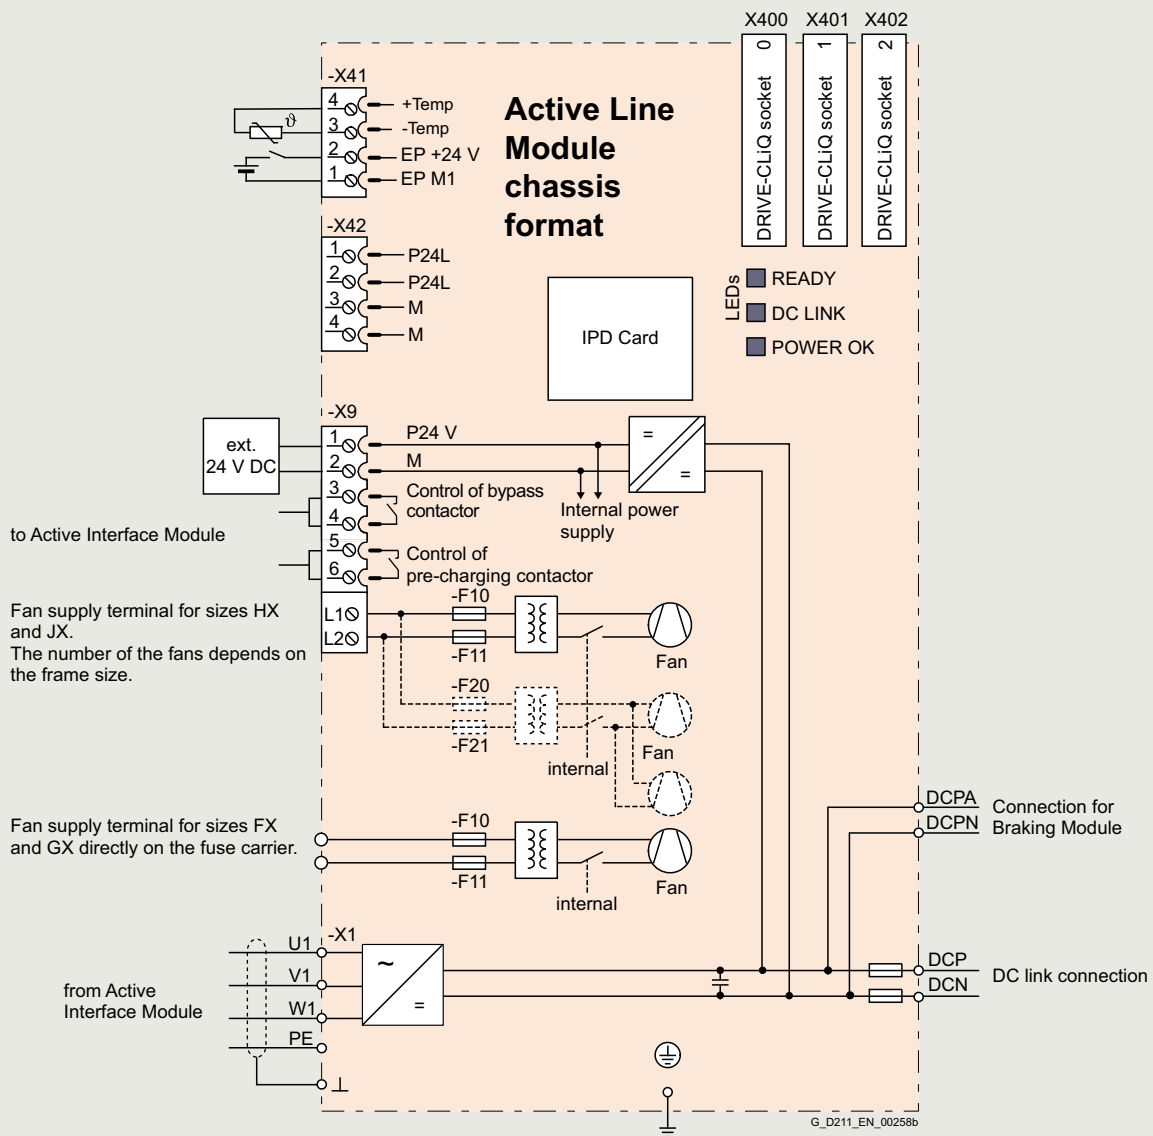 X400 X401 X402
0 1 2
DRIVE-CLiQ socket
DRIVE-CLiQ socket
DRIVE-CLiQ socket
Active Line
Module
chassis
format
-X41
4 +Temp
3 -Temp
2 EP +24 V
1 EP M1
ϑ
-X42
1 P24L
2 P24L
3 M
4 M
LEDs
READY
DC LINK
POWER OK
IPD Card
-X9
ext.
24 V DC
1 P24 V
2 M
3
4
Control of bypass
contactor
5
6
Control of
pre-charging contactor
=
=
Internal power
supply
to Active Interface Module
Fan supply terminal for sizes HX
and JX.
The number of the fans depends on
the frame size.
L1
L2
-F10
-F11
Fan
-F20
-F21
Fan
internal
Fan supply terminal for sizes FX
and GX directly on the fuse carrier.
-F10
-F11
Fan
internal
DCPA
DCPN
Connection for
Braking Module
-X1
U1
V1
W1
PE
~
=
from Active
Interface Module
DCP
DCN
DC link connection
G_D211_EN_00258b